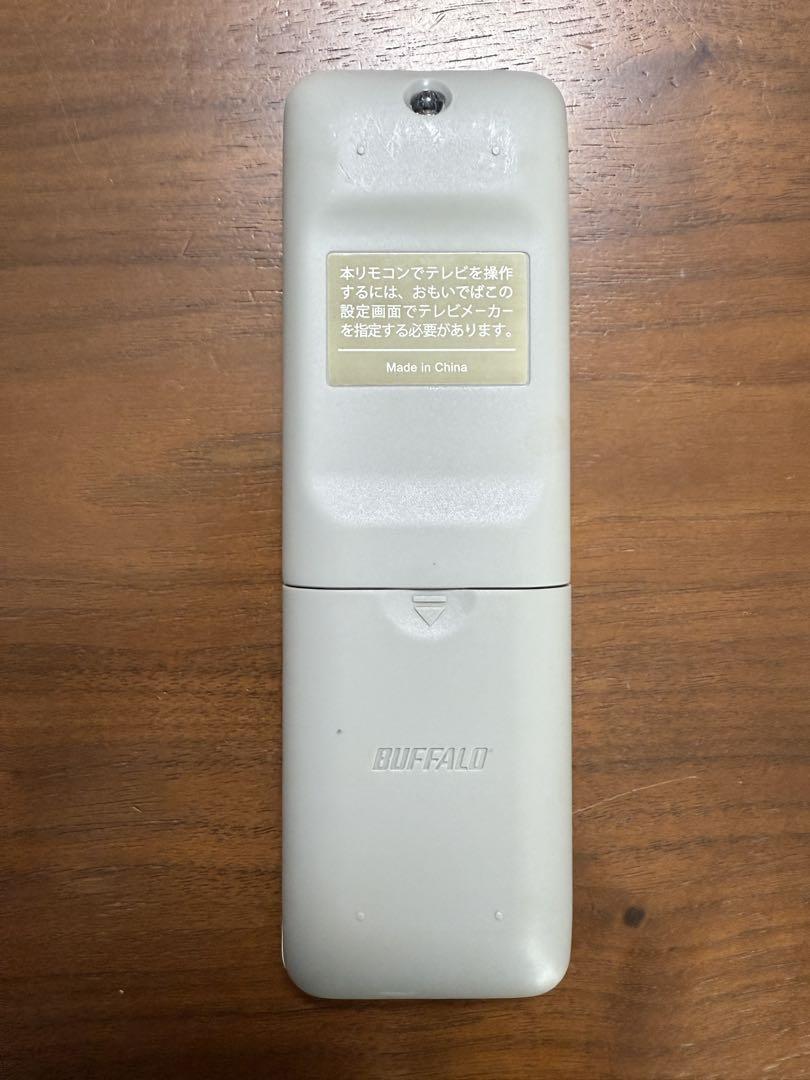 本リモコンでテレビを操作
するには、おもいでばこの
設定画面でテレビメーカー
を指定する必要があります。
Made in China
BUFFALO